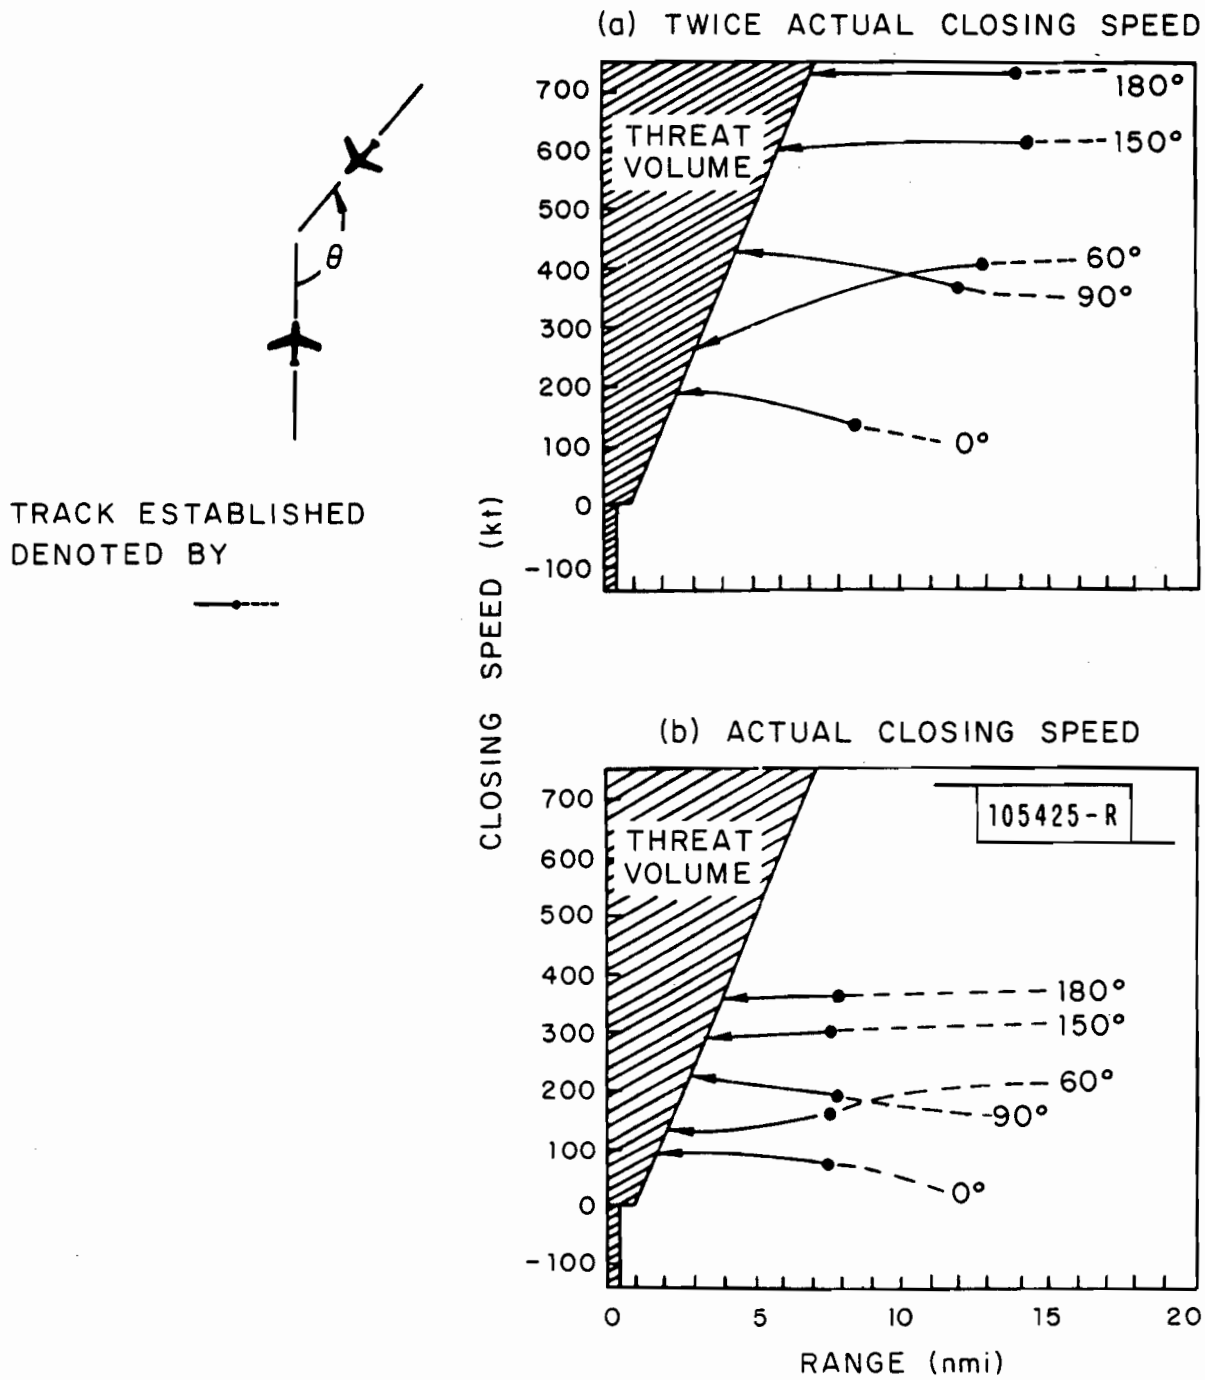 (a) TWICE ACTUAL CLOSING SPEED
700
600
500
400
300
200
100
0
-100
THREAT
VOLUME
180°
150°
60°
90°
0°
θ
TRACK ESTABLISHED
DENOTED BY
CLOSING SPEED (kt)
(b) ACTUAL CLOSING SPEED
700
600
500
400
300
200
100
0
-100
THREAT
VOLUME
105425-R
180°
150°
60°
90°
0°
0 5 10 15 20
RANGE (nmi)